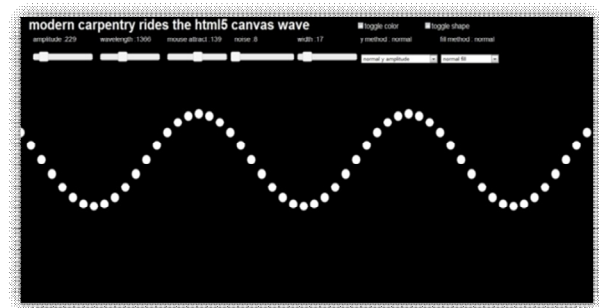 modern carpentry rides the html5 canvas wave
toggle color toggle shape
amplitude :229 wavelength :1366 mouse attract :139 noise :8 width :17 y method : normal fill method : normal
normal y amplitude normal fill